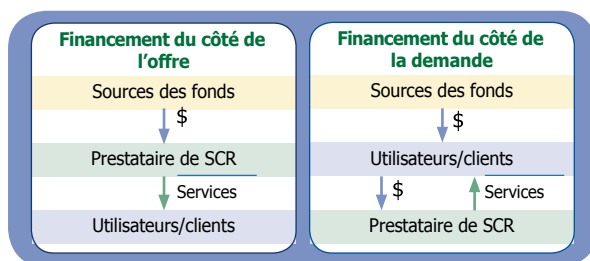 Financement du côté de
l'offre
Sources des fonds
$
Prestataire de SCR
Services
Utilisateurs/clients
Financement du côté de
la demande
Sources des fonds
$
Utilisateurs/clients
$ Services
Prestataire de SCR